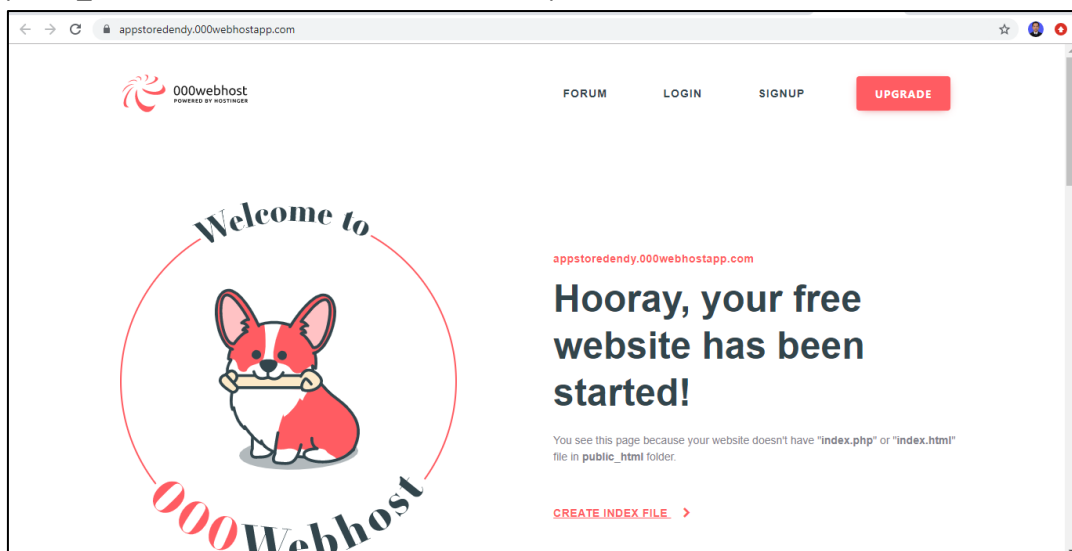 appstoredendy.000webhostapp.com
000webhost
POWERED BY HOSTINGER
FORUM LOGIN SIGNUP UPGRADE
Welcome to
000Webhost
appstoredendy.000webhostapp.com
Hooray, your free
website has been
started!
You see this page because your website doesn't have "index.php" or "index.html"
file in public_html folder.
CREATE INDEX FILE